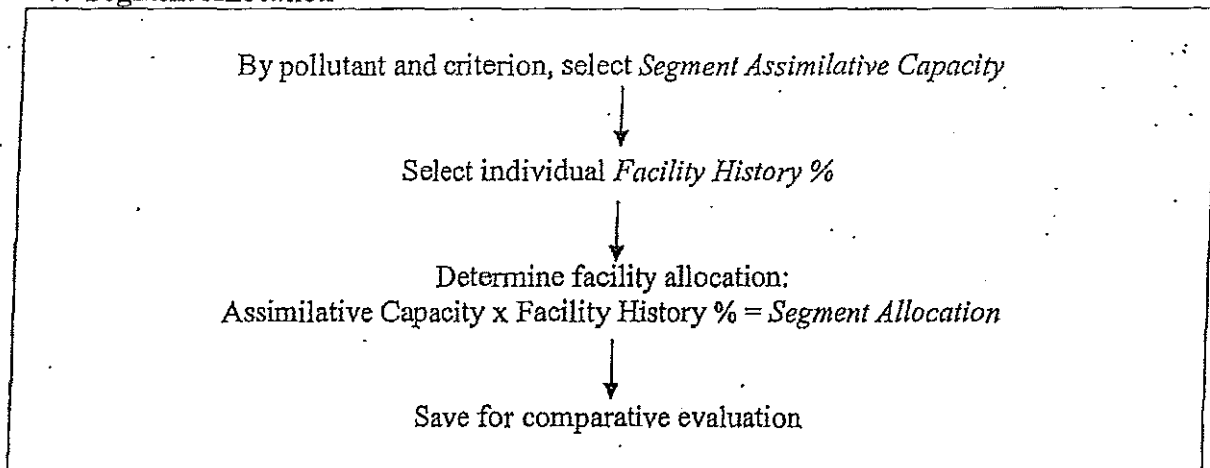 By pollutant and criterion, select Segment Assimilative Capacity
Select individual Facility History %
Determine facility allocation:
Assimilative Capacity x Facility History % = Segment Allocation
Save for comparative evaluation